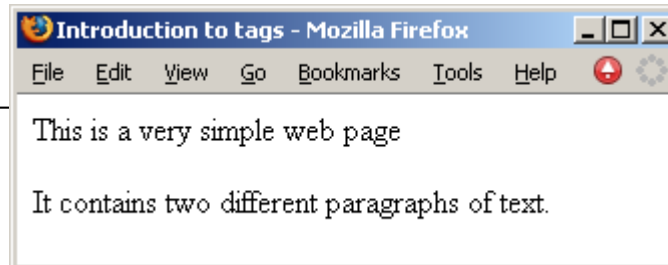 Introduction to tags - Mozilla Firefox
File Edit View Go Bookmarks Tools Help
This is a very simple web page
It contains two different paragraphs of text.